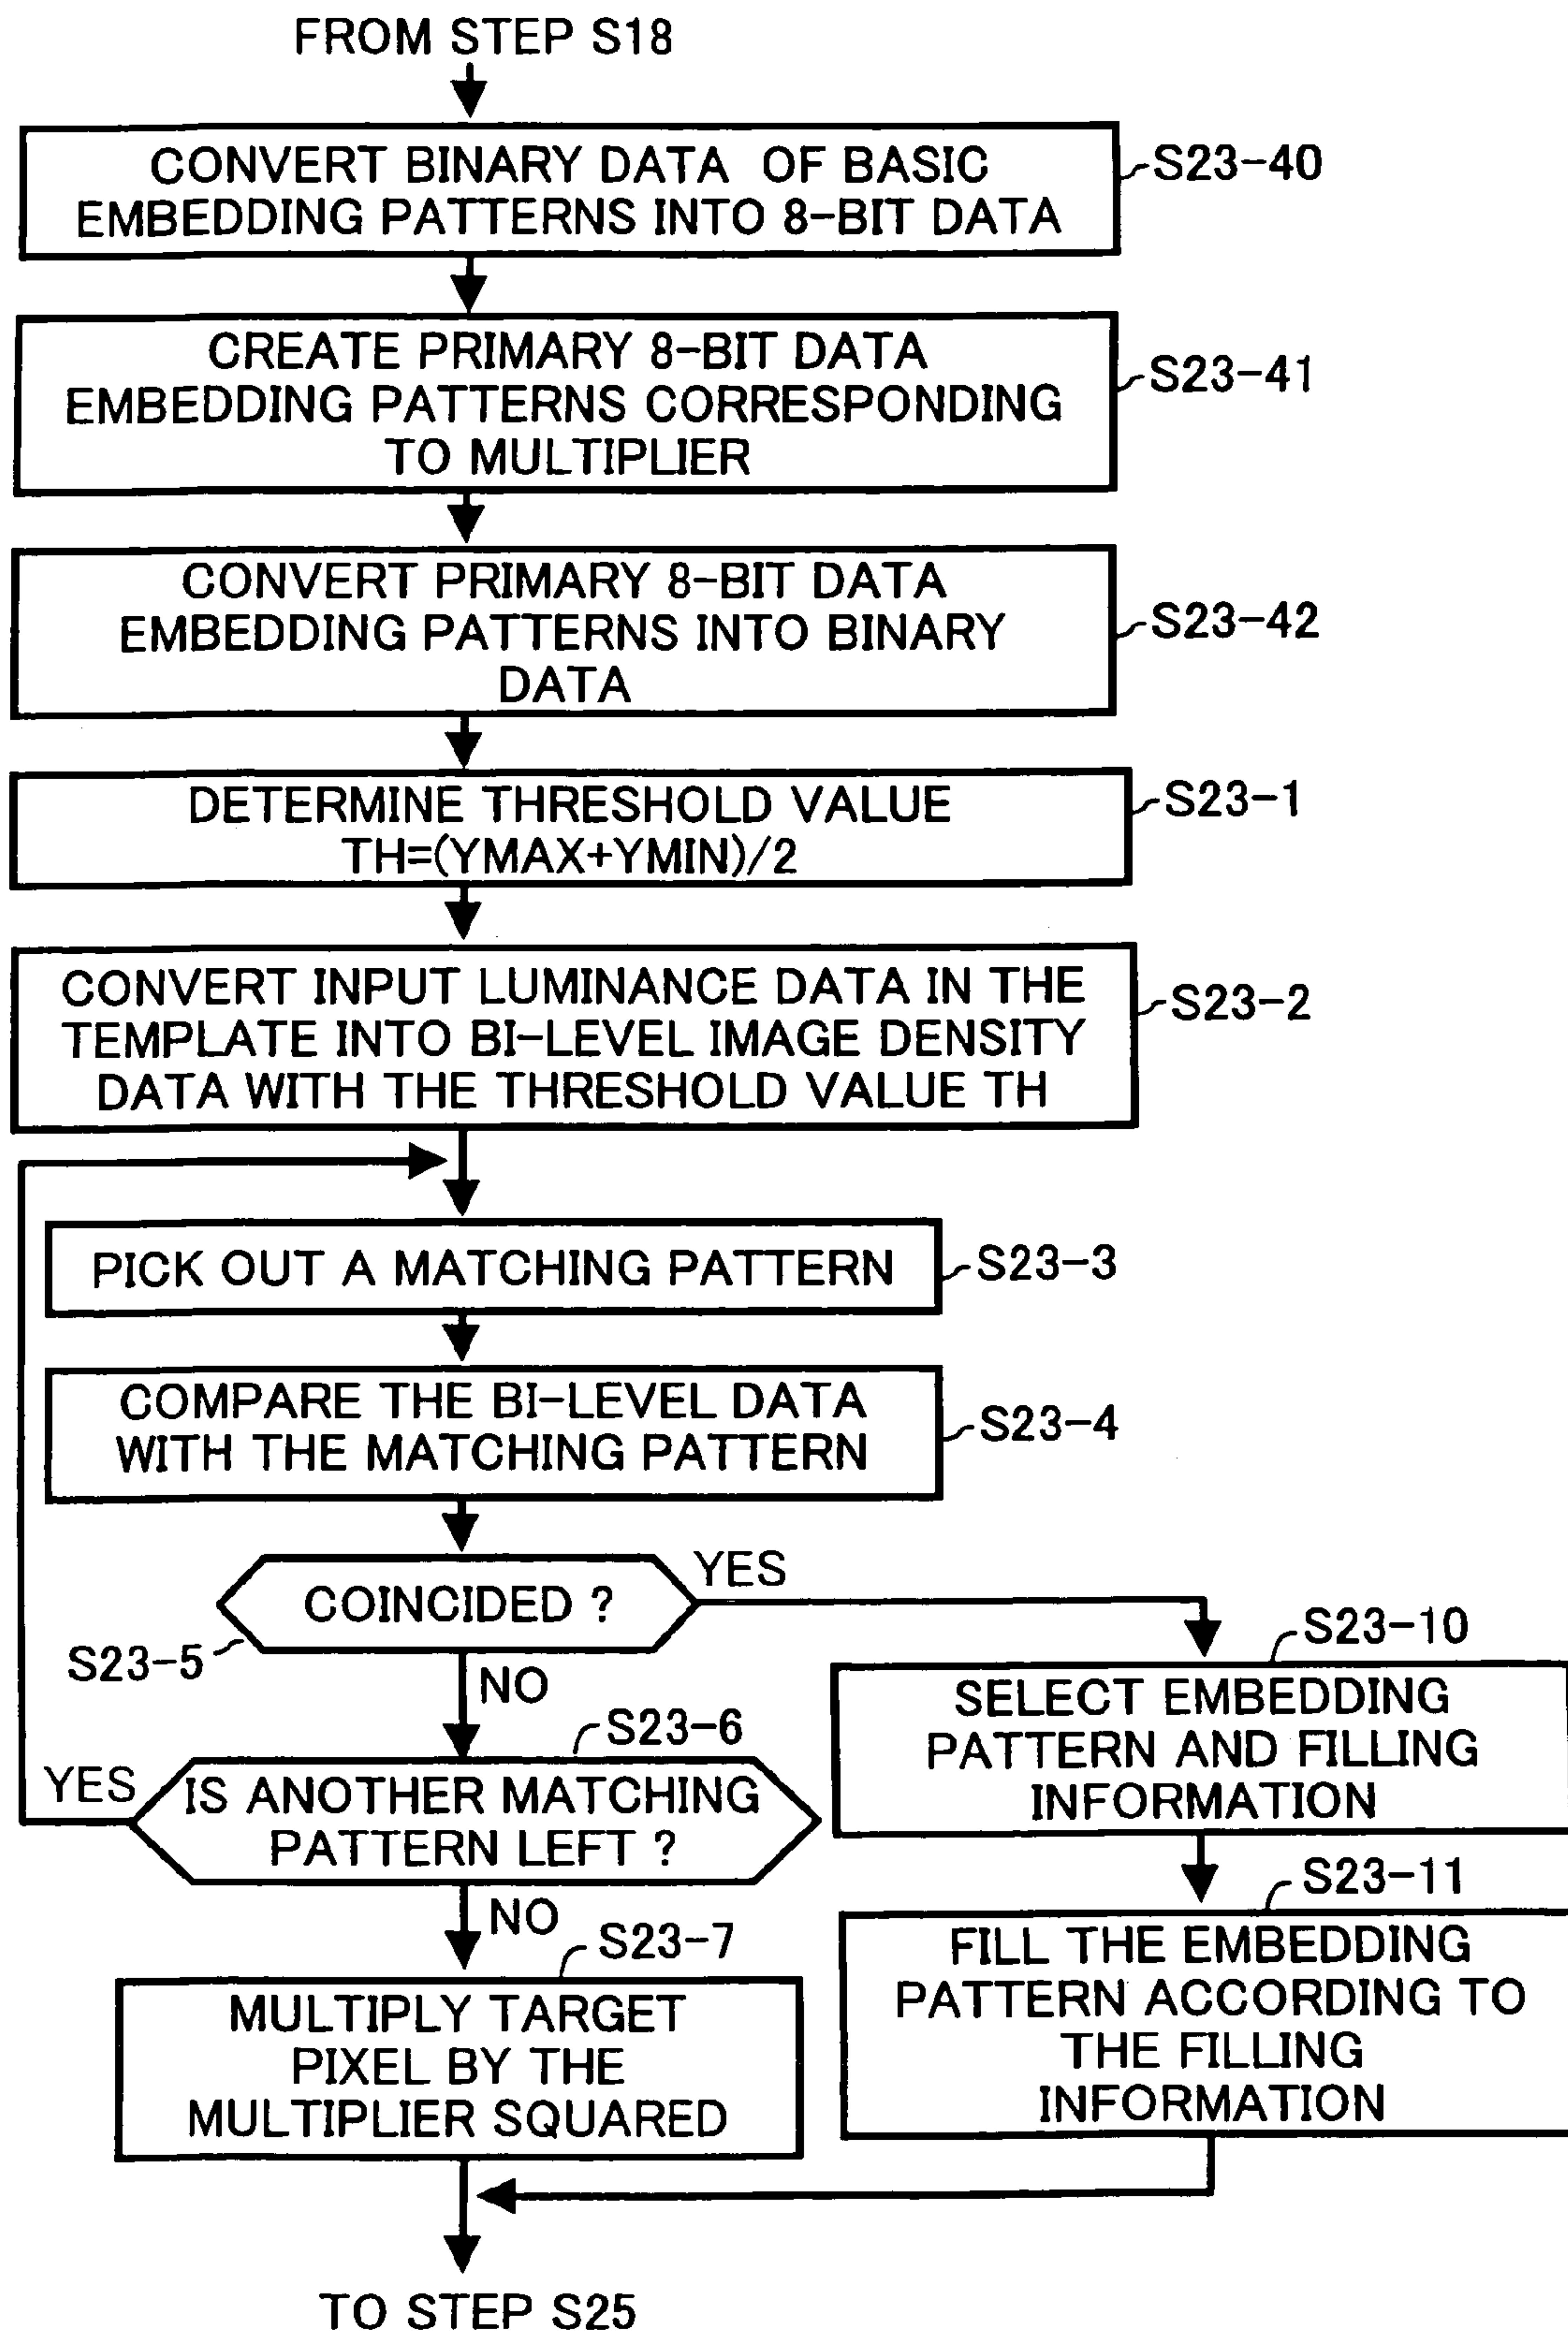 FROM STEP S18
CONVERT BINARY DATA OF BASIC
EMBEDDING PATTERNS INTO 8-BIT DATA
S23-40
CREATE PRIMARY 8-BIT DATA
EMBEDDING PATTERNS CORRESPONDING
TO MULTIPLIER
S23-41
CONVERT PRIMARY 8-BIT DATA
EMBEDDING PATTERNS INTO BINARY
DATA
S23-42
DETERMINE THRESHOLD VALUE
TH=(YMAX+YMIN)/2
S23-1
CONVERT INPUT LUMINANCE DATA IN THE
TEMPLATE INTO BI-LEVEL IMAGE DENSITY
DATA WITH THE THRESHOLD VALUE TH
S23-2
PICK OUT A MATCHING PATTERN
S23-3
COMPARE THE BI-LEVEL DATA
WITH THE MATCHING PATTERN
S23-4
COINCIDED ?
YES
S23-5
NO
S23-10
SELECT EMBEDDING
PATTERN AND FILLING
INFORMATION
S23-6
YES
IS ANOTHER MATCHING
PATTERN LEFT ?
NO
S23-11
FILL THE EMBEDDING
PATTERN ACCORDING TO
THE FILLING
INFORMATION
S23-7
MULTIPLY TARGET
PIXEL BY THE
MULTIPLIER SQUARED
TO STEP S25